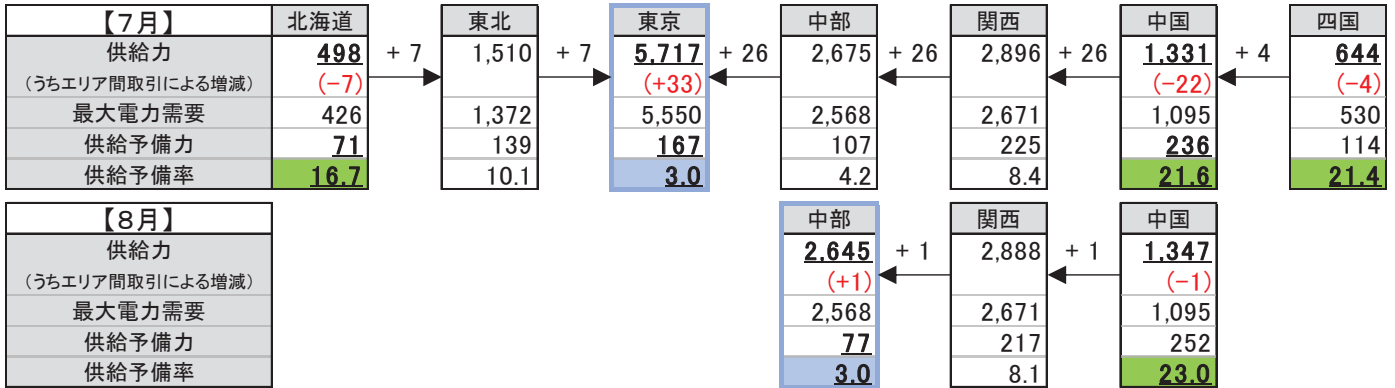 【7月】 北海道 東北 東京 中部 関西 中国 四国
供給力 498 + 7 1,510 + 7 5,717 + 26 2,675 + 26 2,896 + 26 1,331 + 4 644
(うちエリア間取引による増減) (-7) (+33) (-22) (-4)
最大電力需要 426 1,372 5,550 2,568 2,671 1,095 530
供給予備力 71 139 167 107 225 236 114
供給予備率 16.7 10.1 3.0 4.2 8.4 21.6 21.4
【8月】 中部 関西 中国
供給力 2,645 + 1 2,888 + 1 1,347
(うちエリア間取引による増減) (+1) (-1)
最大電力需要 2,568 2,671 1,095
供給予備力 77 217 252
供給予備率 3.0 8.1 23.0